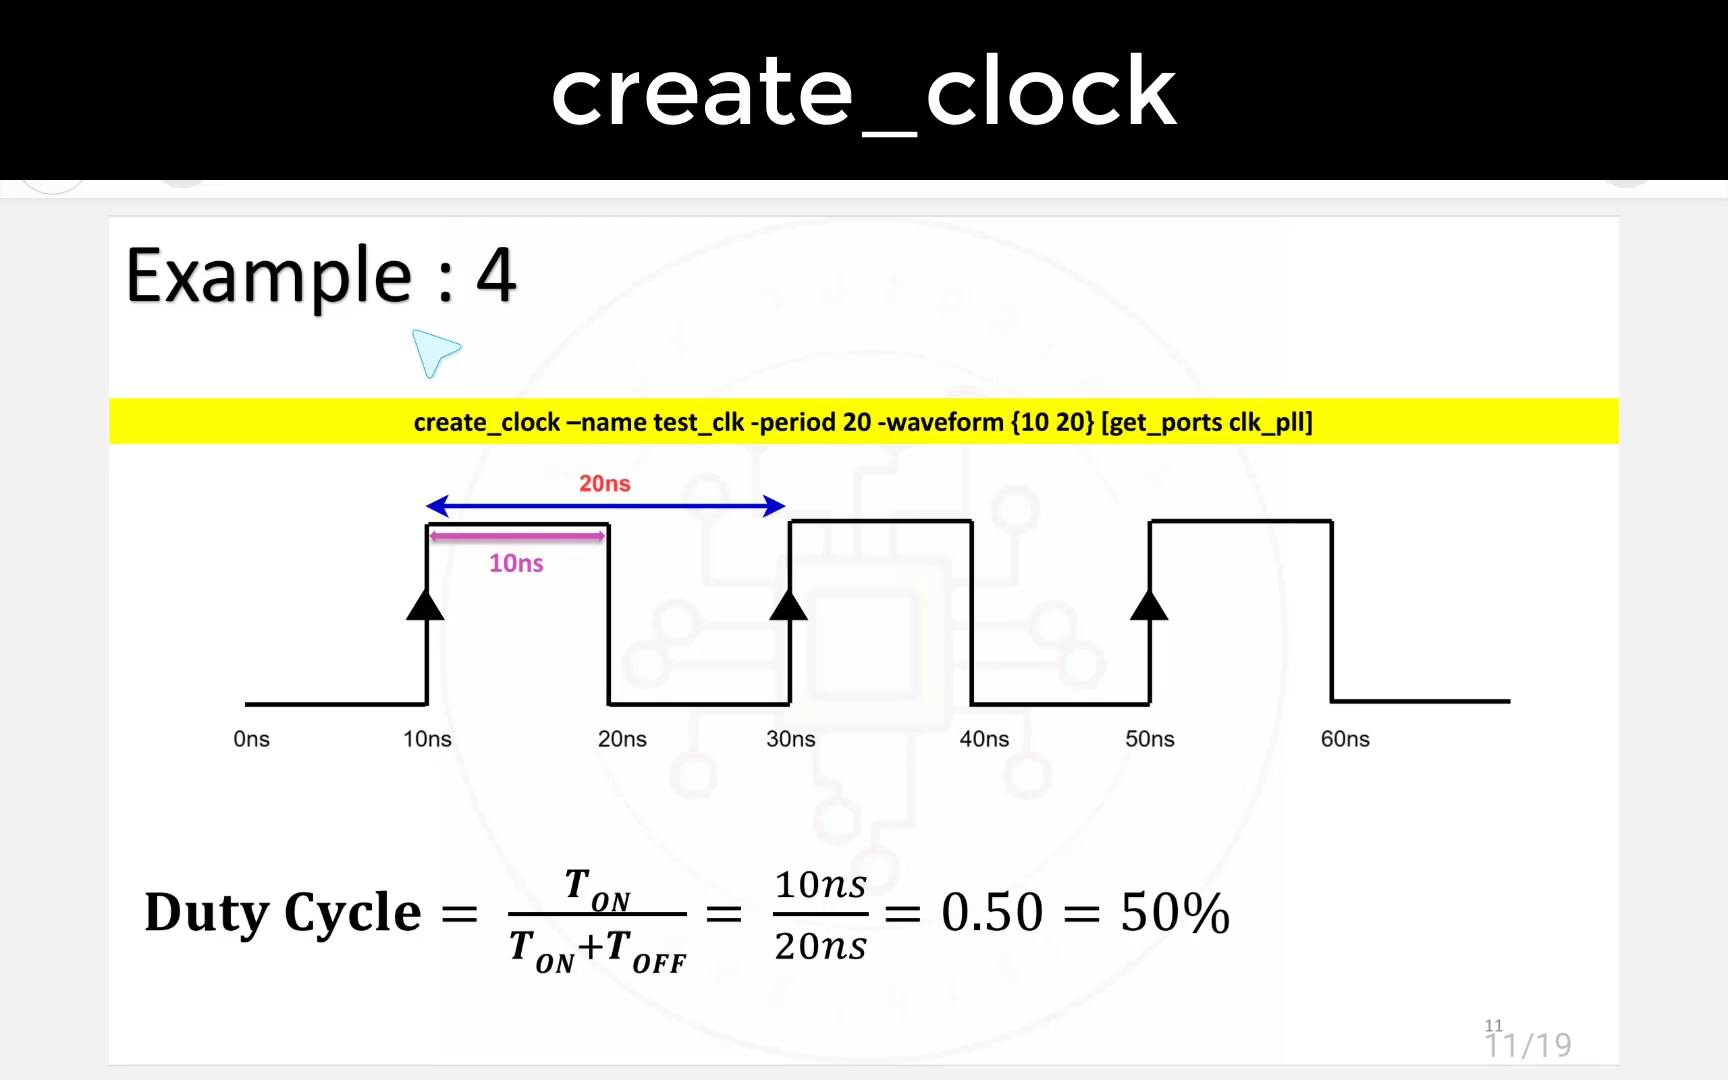 create_clock
Example : 4
create_clock –name test_clk -period 20 -waveform {10 20} [get_ports clk_pll]
20ns
10ns
0ns 10ns 20ns 30ns 40ns 50ns 60ns
Duty Cycle = T_ON / (T_ON+T_OFF) = 10ns / 20ns = 0.50 = 50%
11
11/19